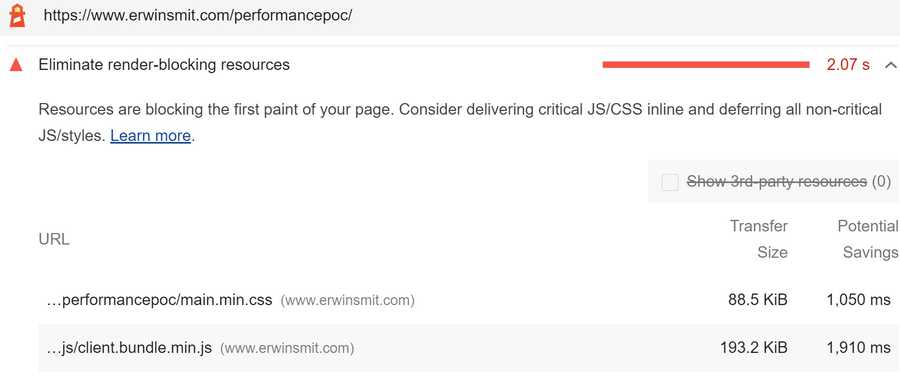 https://www.erwinsmit.com/performancepoc/
Eliminate render-blocking resources 2.07 s
Resources are blocking the first paint of your page. Consider delivering critical JS/CSS inline and deferring all non-critical
JS/styles. Learn more.
Show 3rd-party resources (0)
URL Transfer Size Potential Savings
...performancepoc/main.min.css (www.erwinsmit.com) 88.5 KiB 1,050 ms
...js/client.bundle.min.js (www.erwinsmit.com) 193.2 KiB 1,910 ms